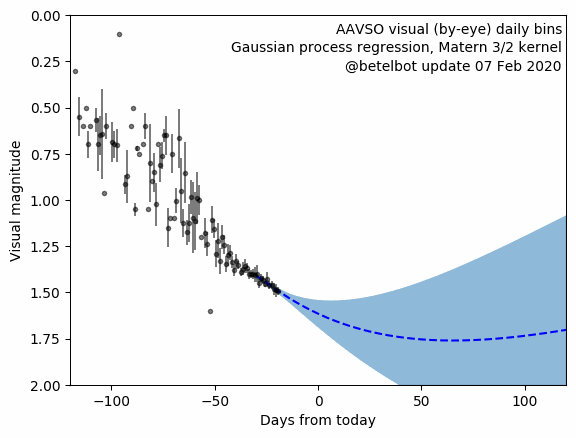 AAVSO visual (by-eye) daily bins
Gaussian process regression, Matern 3/2 kernel
@betelbot update 07 Feb 2020
Visual magnitude
0.00
0.25
0.50
0.75
1.00
1.25
1.50
1.75
2.00
−100 −50 0 50 100
Days from today